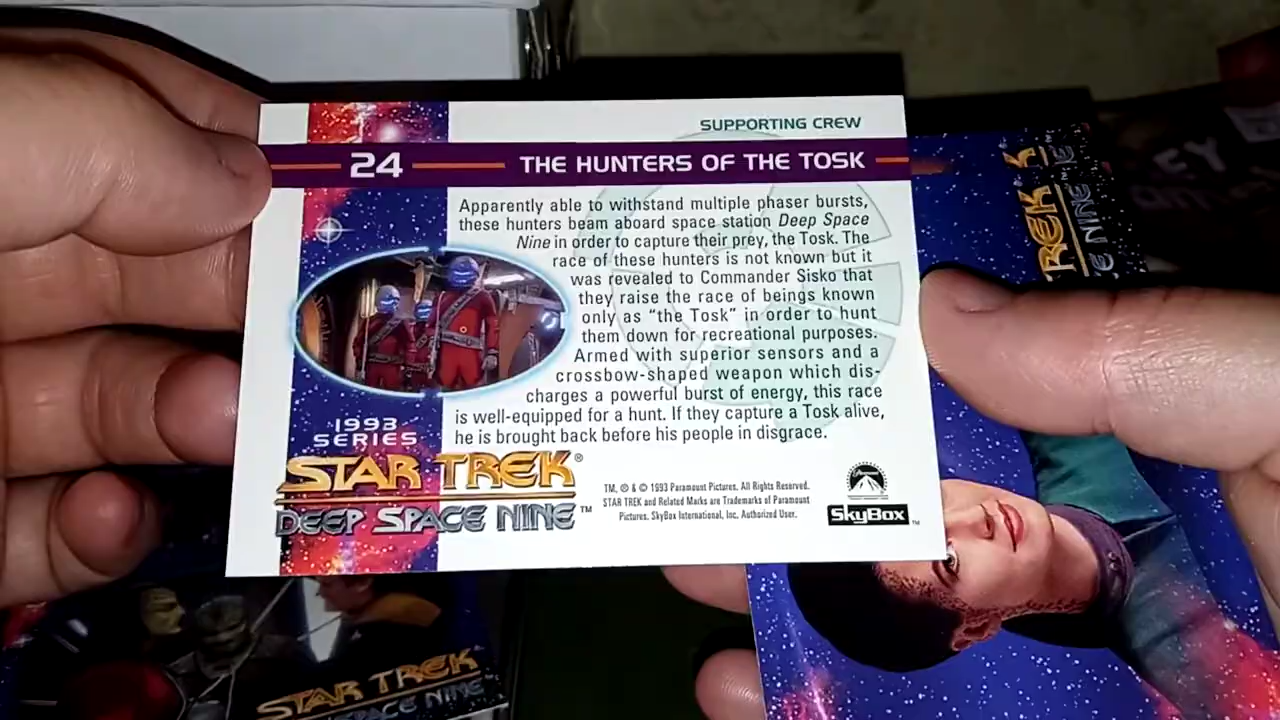 SUPPORTING CREW
24
THE HUNTERS OF THE TOSK
Apparently able to withstand multiple phaser bursts,
these hunters beam aboard space station Deep Space
Nine in order to capture their prey, the Tosk. The
race of these hunters is not known but it
was revealed to Commander Sisko that
they raise the race of beings known
only as “the Tosk” in order to hunt
them down for recreational purposes.
Armed with superior sensors and a
crossbow-shaped weapon which dis-
charges a powerful burst of energy, this race
is well-equipped for a hunt. If they capture a Tosk alive,
he is brought back before his people in disgrace.
1993
SERIES
STAR TREK®
DEEP SPACE NINE™
TM, ® & © 1993 Paramount Pictures. All Rights Reserved.
STAR TREK and Related Marks are Trademarks of Paramount
Pictures. SkyBox International, Inc. Authorized User.
Paramount
SkyBox™
TREK
NINE™
STAR TREK
SPACE NINE